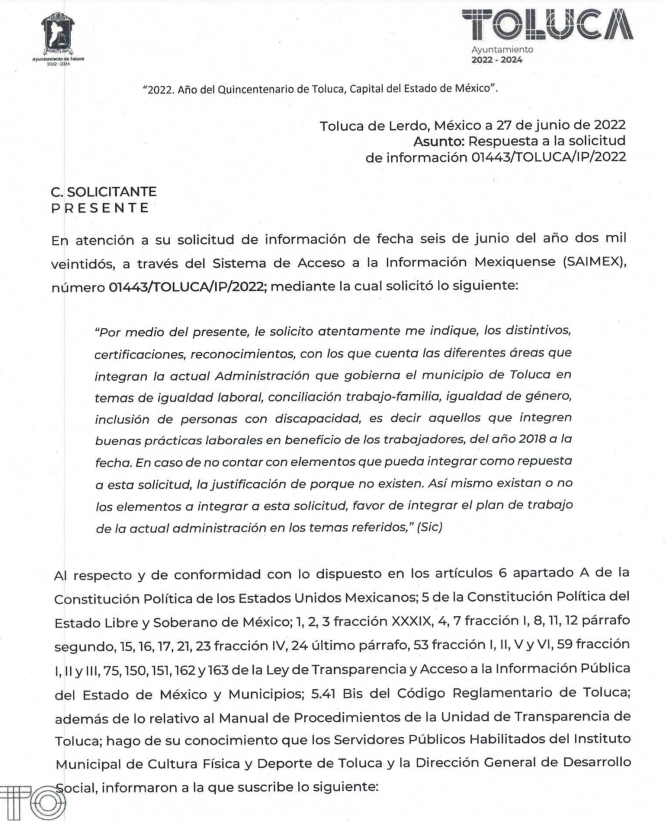 TOLUCA
Ayuntamiento de Toluca
2022 - 2024
Ayuntamiento
2022 - 2024
“2022. Año del Quincentenario de Toluca, Capital del Estado de México”.
Toluca de Lerdo, México a 27 de junio de 2022
Asunto: Respuesta a la solicitud
de información 01443/TOLUCA/IP/2022
C. SOLICITANTE
P R E S E N T E
En atención a su solicitud de información de fecha seis de junio del año dos mil
veintidós, a través del Sistema de Acceso a la Información Mexiquense (SAIMEX),
número 01443/TOLUCA/IP/2022; mediante la cual solicitó lo siguiente:
“Por medio del presente, le solicito atentamente me indique, los distintivos,
certificaciones, reconocimientos, con los que cuenta las diferentes áreas que
integran la actual Administración que gobierna el municipio de Toluca en
temas de igualdad laboral, conciliación trabajo-familia, igualdad de género,
inclusión de personas con discapacidad, es decir aquellos que integren
buenas prácticas laborales en beneficio de los trabajadores, del año 2018 a la
fecha. En caso de no contar con elementos que pueda integrar como repuesta
a esta solicitud, la justificación de porque no existen. Así mismo existan o no
los elementos a integrar a esta solicitud, favor de integrar el plan de trabajo
de la actual administración en los temas referidos,” (Sic)
Al respecto y de conformidad con lo dispuesto en los artículos 6 apartado A de la
Constitución Política de los Estados Unidos Mexicanos; 5 de la Constitución Política del
Estado Libre y Soberano de México; 1, 2, 3 fracción XXXIX, 4, 7 fracción I, 8, 11, 12 párrafo
segundo, 15, 16, 17, 21, 23 fracción IV, 24 último párrafo, 53 fracción I, II, V y VI, 59 fracción
I, II y III, 75, 150, 151, 162 y 163 de la Ley de Transparencia y Acceso a la Información Pública
del Estado de México y Municipios; 5.41 Bis del Código Reglamentario de Toluca;
además de lo relativo al Manual de Procedimientos de la Unidad de Transparencia de
Toluca; hago de su conocimiento que los Servidores Públicos Habilitados del Instituto
Municipal de Cultura Física y Deporte de Toluca y la Dirección General de Desarrollo
Social, informaron a la que suscribe lo siguiente:
TO